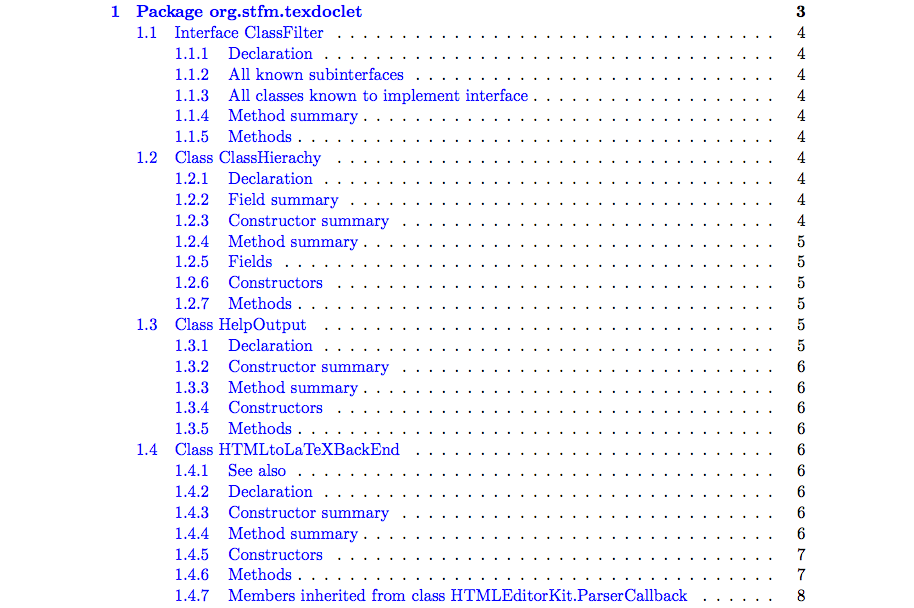 1 Package org.stfm.texdoclet 3
1.1 Interface ClassFilter . . . . . . . . . . . . . . . . . . . . . . . . . . . . . . . . . . 4
1.1.1 Declaration . . . . . . . . . . . . . . . . . . . . . . . . . . . . . . . . . . . 4
1.1.2 All known subinterfaces . . . . . . . . . . . . . . . . . . . . . . . . . . . . 4
1.1.3 All classes known to implement interface . . . . . . . . . . . . . . . . . . . 4
1.1.4 Method summary . . . . . . . . . . . . . . . . . . . . . . . . . . . . . . . . 4
1.1.5 Methods . . . . . . . . . . . . . . . . . . . . . . . . . . . . . . . . . . . . . 4
1.2 Class ClassHierachy . . . . . . . . . . . . . . . . . . . . . . . . . . . . . . . . . . 4
1.2.1 Declaration . . . . . . . . . . . . . . . . . . . . . . . . . . . . . . . . . . . 4
1.2.2 Field summary . . . . . . . . . . . . . . . . . . . . . . . . . . . . . . . . . 4
1.2.3 Constructor summary . . . . . . . . . . . . . . . . . . . . . . . . . . . . . 4
1.2.4 Method summary . . . . . . . . . . . . . . . . . . . . . . . . . . . . . . . . 5
1.2.5 Fields . . . . . . . . . . . . . . . . . . . . . . . . . . . . . . . . . . . . . . 5
1.2.6 Constructors . . . . . . . . . . . . . . . . . . . . . . . . . . . . . . . . . . 5
1.2.7 Methods . . . . . . . . . . . . . . . . . . . . . . . . . . . . . . . . . . . . . 5
1.3 Class HelpOutput . . . . . . . . . . . . . . . . . . . . . . . . . . . . . . . . . . . 5
1.3.1 Declaration . . . . . . . . . . . . . . . . . . . . . . . . . . . . . . . . . . . 5
1.3.2 Constructor summary . . . . . . . . . . . . . . . . . . . . . . . . . . . . . 6
1.3.3 Method summary . . . . . . . . . . . . . . . . . . . . . . . . . . . . . . . . 6
1.3.4 Constructors . . . . . . . . . . . . . . . . . . . . . . . . . . . . . . . . . . 6
1.3.5 Methods . . . . . . . . . . . . . . . . . . . . . . . . . . . . . . . . . . . . . 6
1.4 Class HTMLtoLaTeXBackEnd . . . . . . . . . . . . . . . . . . . . . . . . . . . . 6
1.4.1 See also . . . . . . . . . . . . . . . . . . . . . . . . . . . . . . . . . . . . . 6
1.4.2 Declaration . . . . . . . . . . . . . . . . . . . . . . . . . . . . . . . . . . . 6
1.4.3 Constructor summary . . . . . . . . . . . . . . . . . . . . . . . . . . . . . 6
1.4.4 Method summary . . . . . . . . . . . . . . . . . . . . . . . . . . . . . . . . 6
1.4.5 Constructors . . . . . . . . . . . . . . . . . . . . . . . . . . . . . . . . . . 7
1.4.6 Methods . . . . . . . . . . . . . . . . . . . . . . . . . . . . . . . . . . . . . 7
1.4.7 Members inherited from class HTMLEditorKit.ParserCallback . . . . . . 8